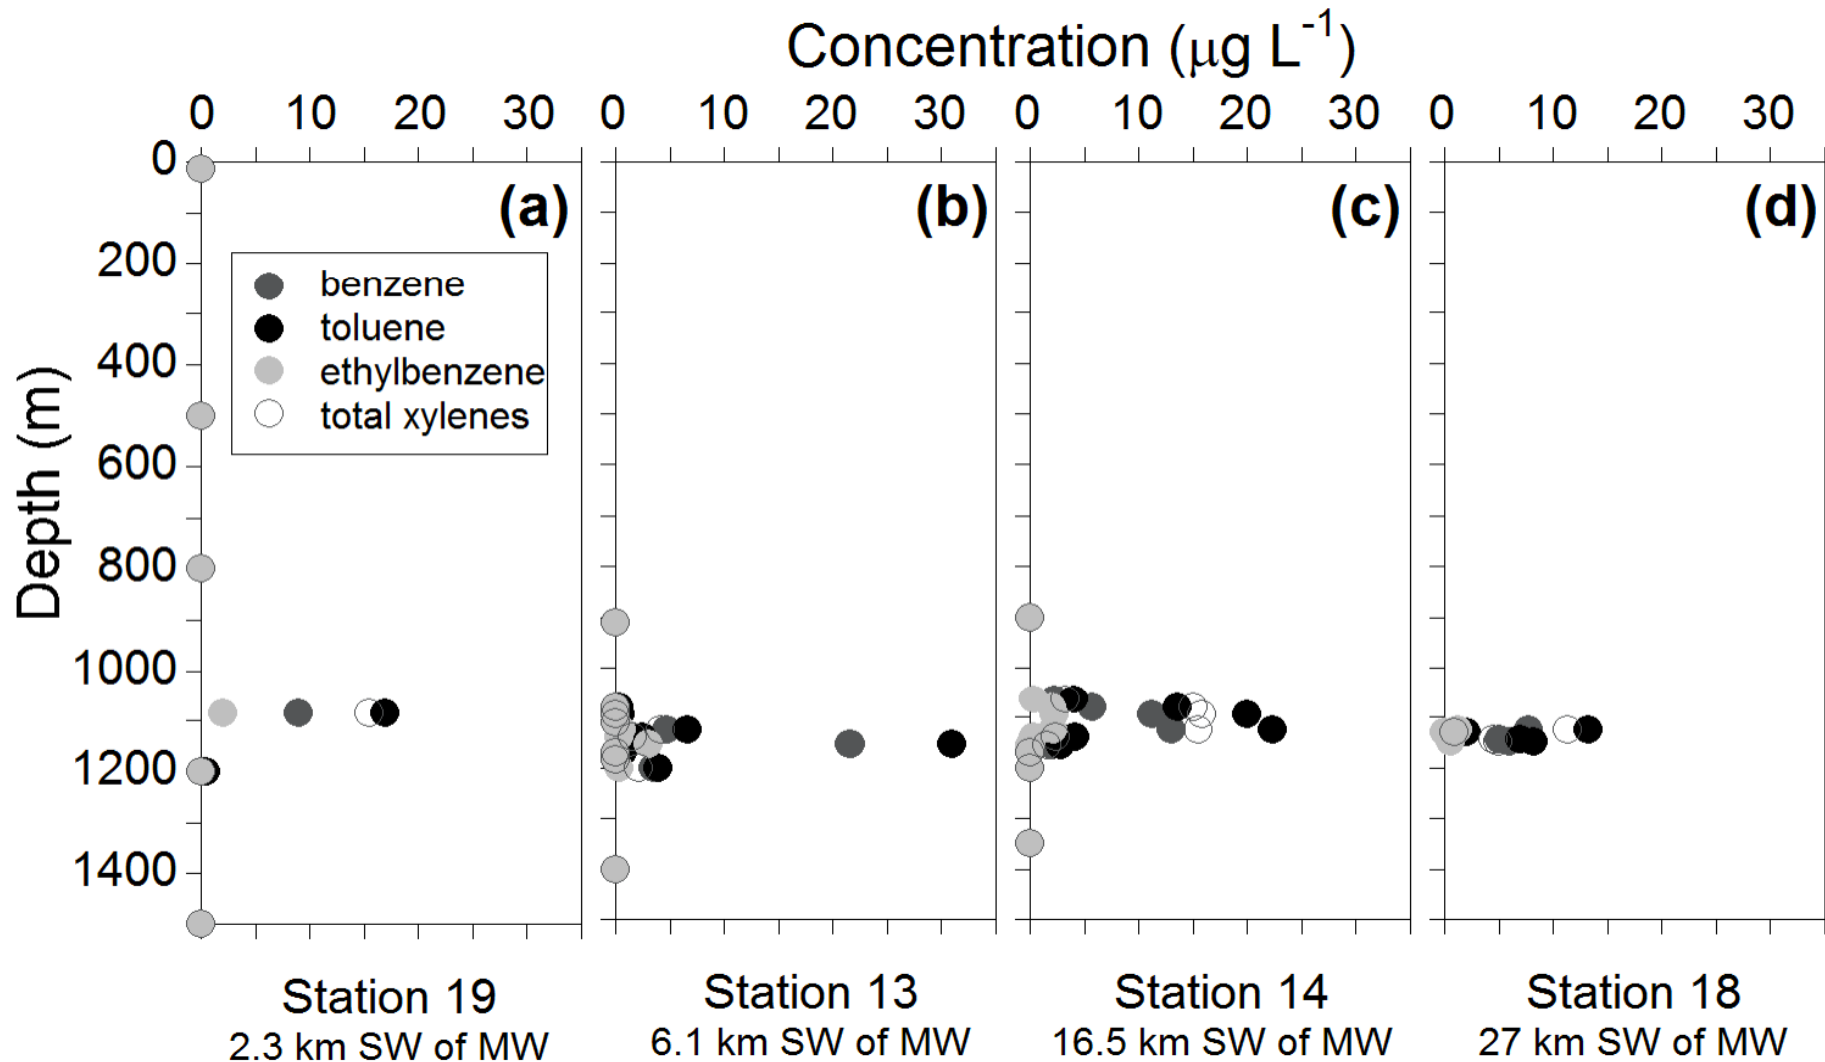 Concentration (μg L⁻¹)
0 10 20 30 0 10 20 30 0 10 20 30 0 10 20 30
0
200
400
600
800
1000
1200
1400
Depth (m)
(a) (b) (c) (d)
benzene
toluene
ethylbenzene
total xylenes
Station 19
2.3 km SW of MW
Station 13
6.1 km SW of MW
Station 14
16.5 km SW of MW
Station 18
27 km SW of MW